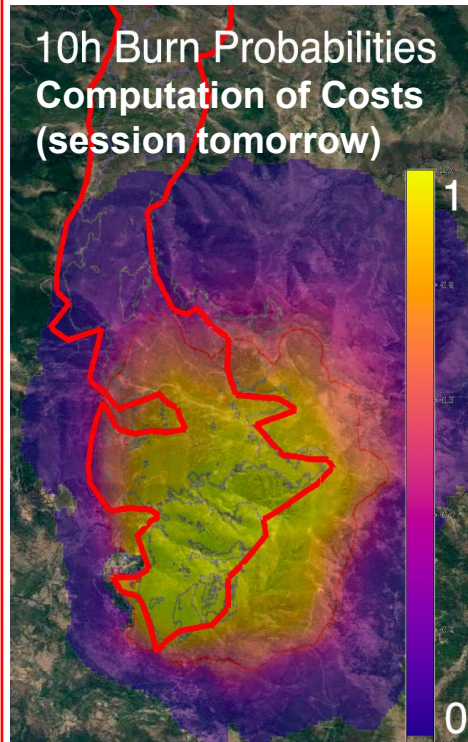 10h Burn Probabilities
Computation of Costs
(session tomorrow)
1
0